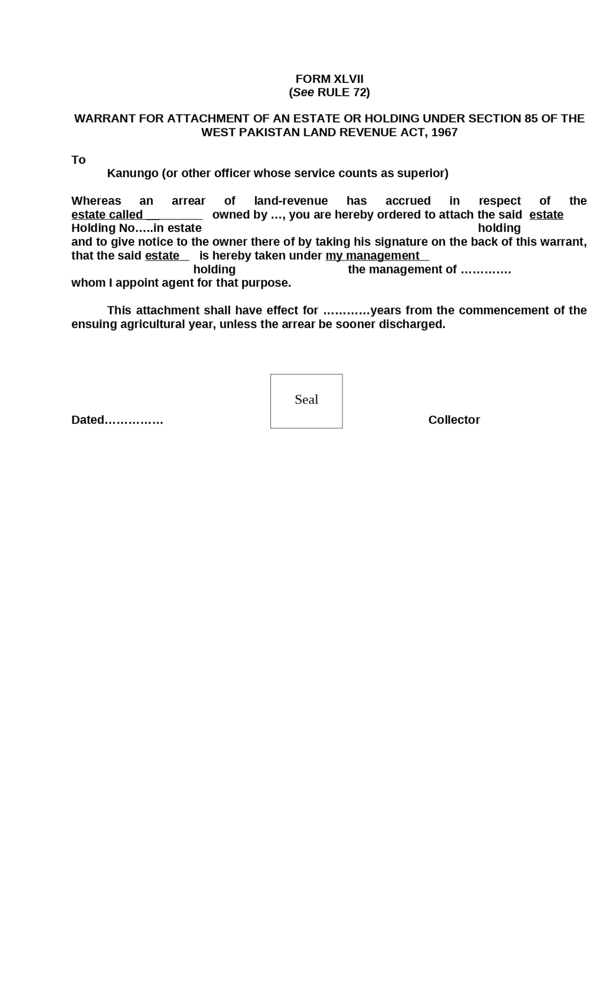 FORM XLVII
(See RULE 72)
WARRANT FOR ATTACHMENT OF AN ESTATE OR HOLDING UNDER SECTION 85 OF THE
WEST PAKISTAN LAND REVENUE ACT, 1967
To
Kanungo (or other officer whose service counts as superior)
Whereas an arrear of land-revenue has accrued in respect of the
estate called __ owned by …, you are hereby ordered to attach the said estate
Holding No…..in estate holding
and to give notice to the owner there of by taking his signature on the back of this warrant,
that the said estate is hereby taken under my management
holding the management of ………….
whom I appoint agent for that purpose.
This attachment shall have effect for …………years from the commencement of the
ensuing agricultural year, unless the arrear be sooner discharged.
Seal
Dated…………… Collector